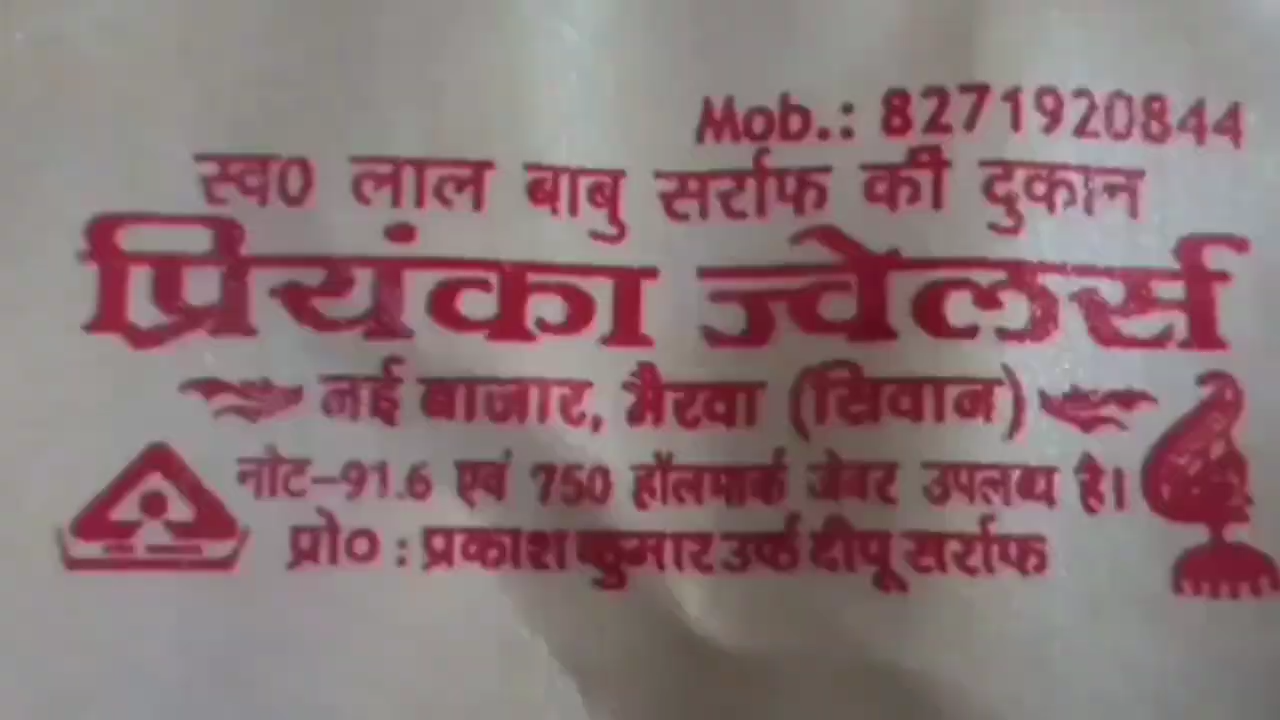 Mob.: 8271920844
स्व0 लाल बाबु सर्राफ की दुकान
प्रियंका ज्वेलर्स
नई बाजार, मैरवा (सिवान)
नोट-91.6 एवं 750 हॉलमार्क जेवर उपलब्ध है।
प्रो0 : प्रकाश कुमार उर्फ दीपू सर्राफ